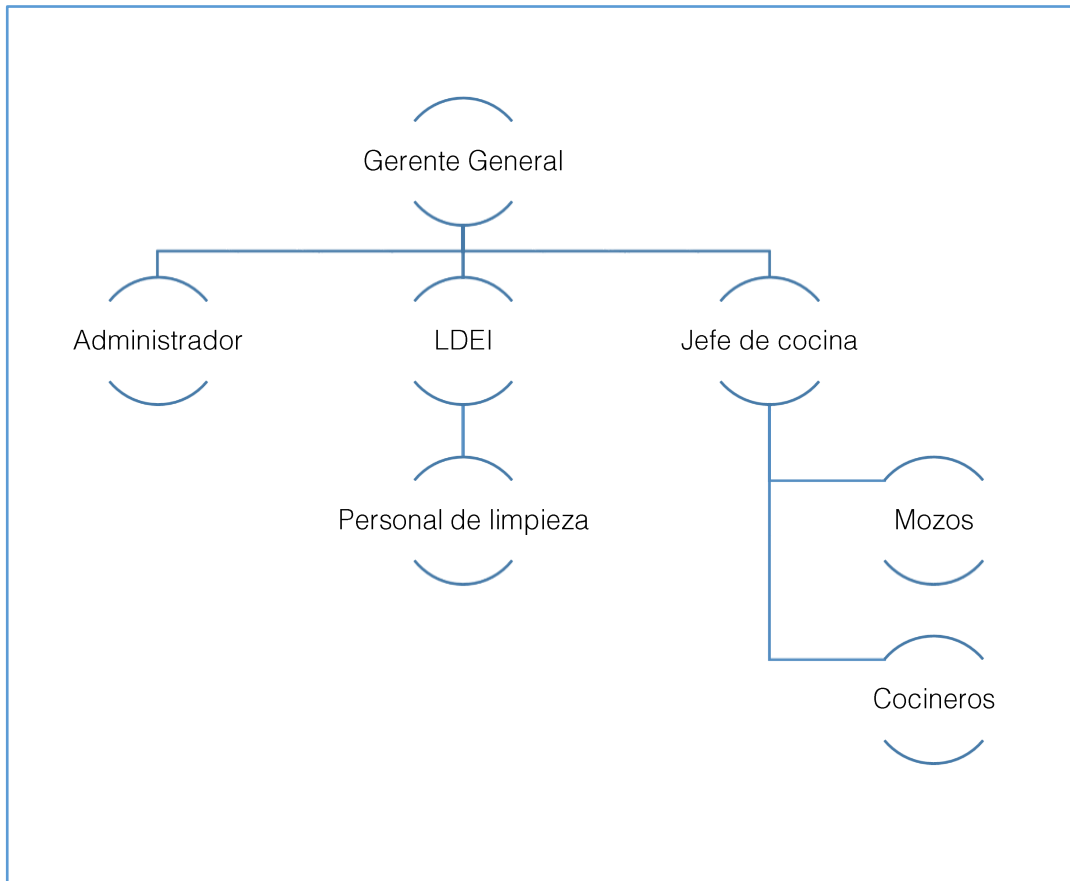 Gerente General
Administrador
LDEI
Jefe de cocina
Personal de limpieza
Mozos
Cocineros